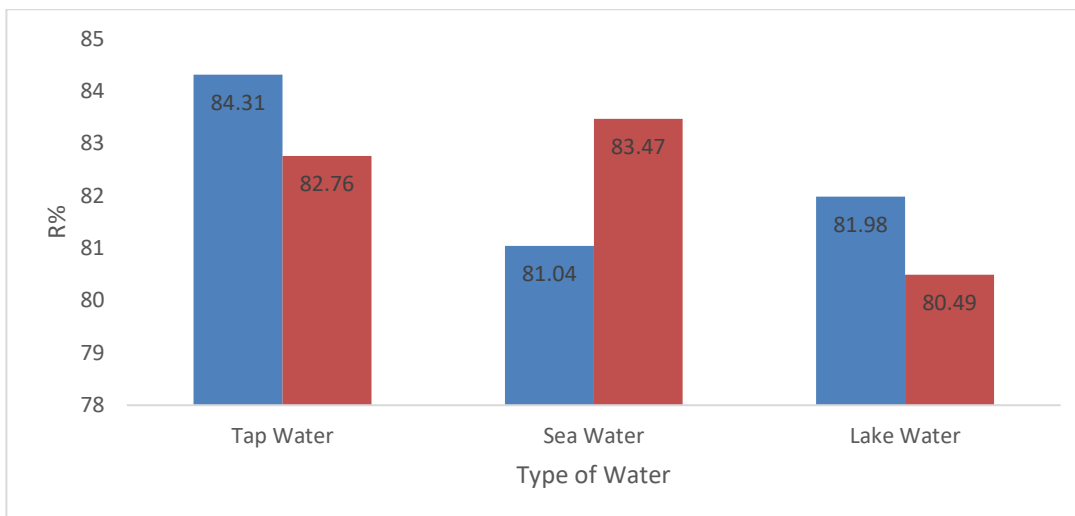 85
84
83
82
81
80
79
78
R%
84.31
82.76
81.04
83.47
81.98
80.49
Tap Water
Sea Water
Lake Water
Type of Water